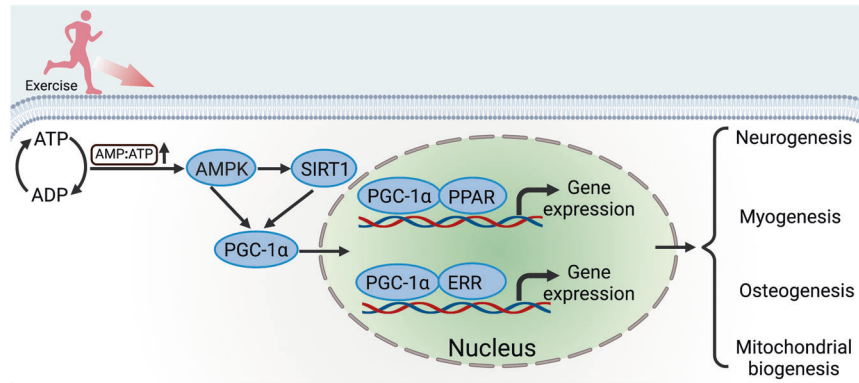 Exercise
ATP
ADP
AMP:ATP
AMPK
SIRT1
PGC-1α
PGC-1α
PPAR
Gene
expression
PGC-1α
ERR
Gene
expression
Nucleus
Neurogenesis
Myogenesis
Osteogenesis
Mitochondrial
biogenesis